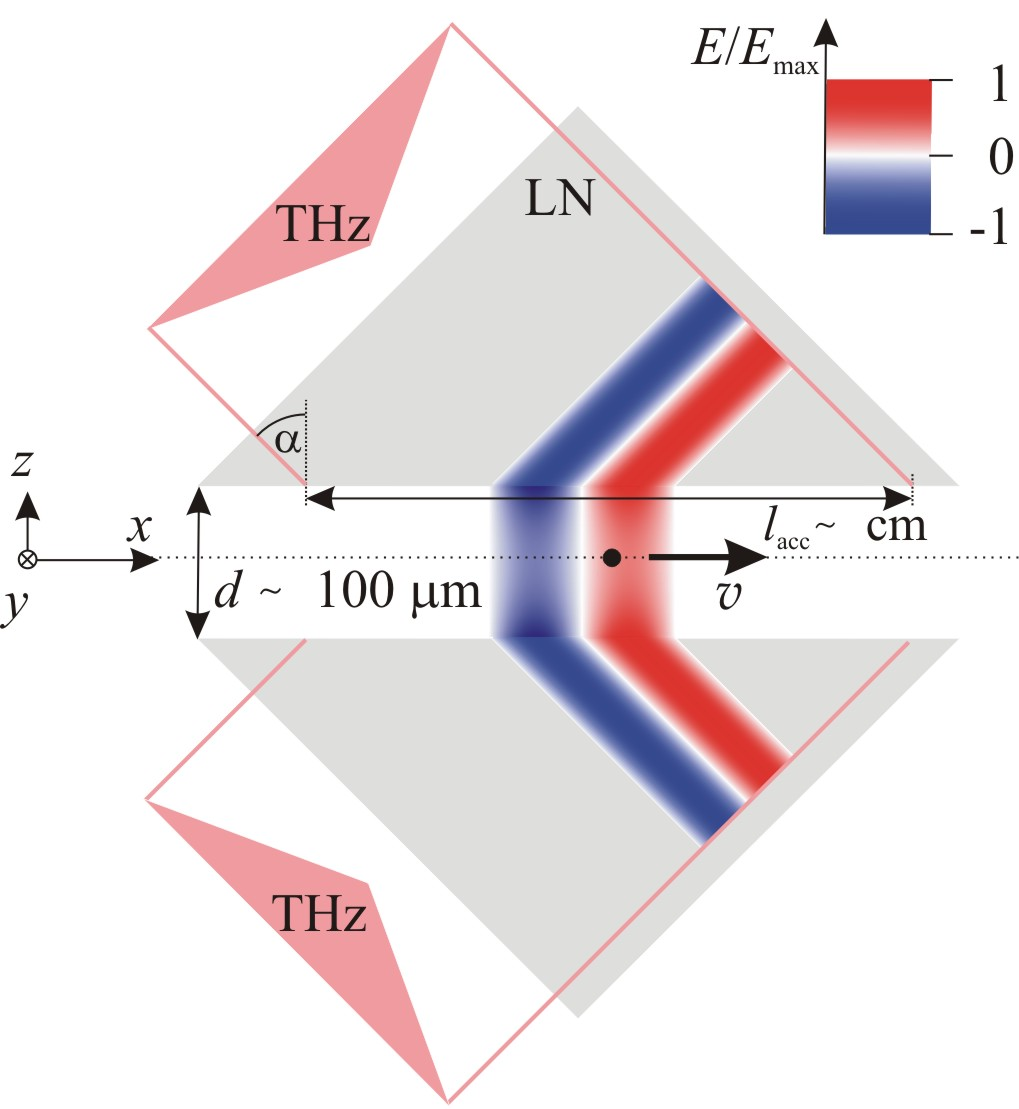 E/Emax
1
0
-1
LN
THz
α
z
x
y
lacc~ cm
d ~ 100 μm
v
THz